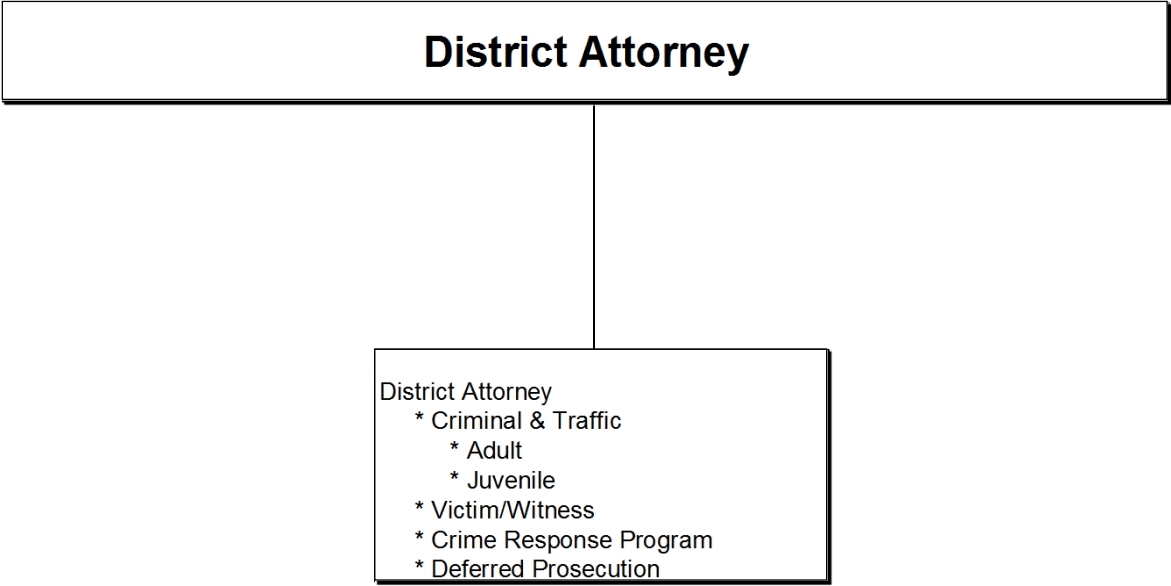 District Attorney
District Attorney
* Criminal & Traffic
* Adult
* Juvenile
* Victim/Witness
* Crime Response Program
* Deferred Prosecution